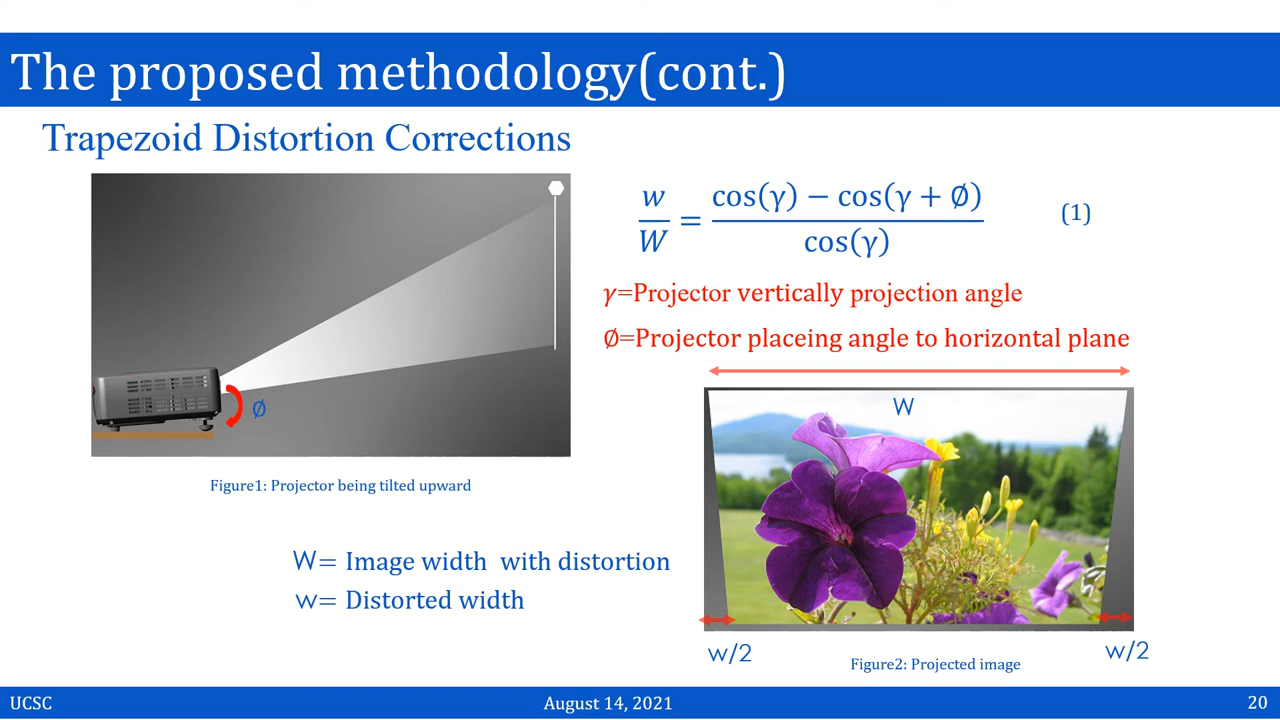 The proposed methodology(cont.)
Trapezoid Distortion Corrections
w/W = (cos(γ) − cos(γ + ∅))/cos(γ) (1)
γ=Projector vertically projection angle
∅=Projector placeing angle to horizontal plane
∅
W
Figure1: Projector being tilted upward
W= Image width with distortion
w= Distorted width
w/2
w/2
Figure2: Projected image
UCSC
August 14, 2021
20